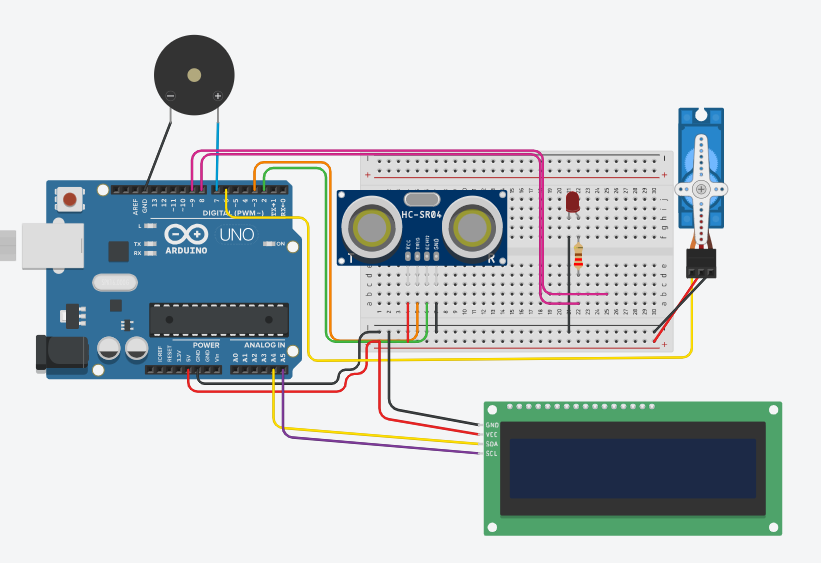 − +
AREF
GND
13
12
~11
~10
~9
8
7
~6
~5
4
~3
2
TX→1
RX←0
DIGITAL (PWM~)
L
TX
RX
ARDUINO
UNO
ON
POWER
ANALOG IN
IOREF
RESET
3.3V
5V
GND
GND
Vin
A0
A1
A2
A3
A4
A5
HC-SR04
VCC
TRIG
ECHO
GND
GND
VCC
SDA
SCL